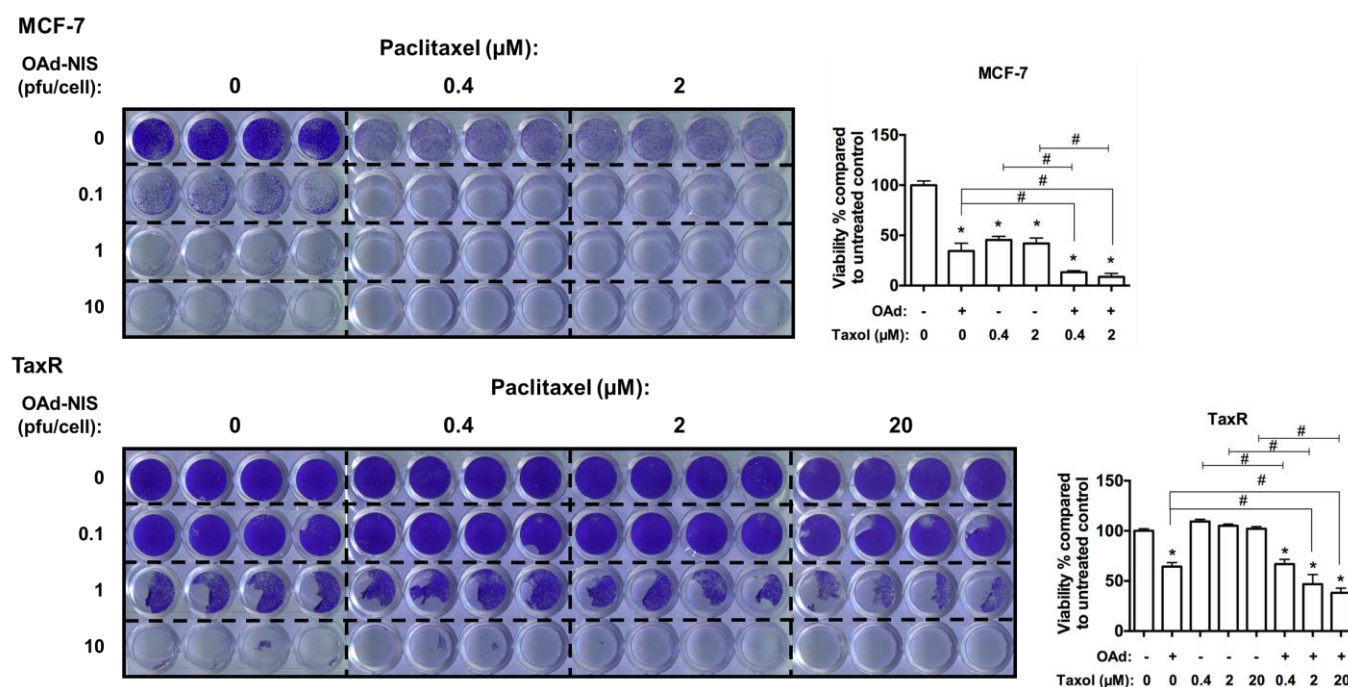 MCF-7
OAd-NIS
(pfu/cell):
Paclitaxel (µM):
0 0.4 2
0
0.1
1
10
MCF-7
Viability % compared
to untreated control
150
100
50
0
# # # #
* * * * *
OAd: - + - - + +
Taxol (µM): 0 0 0.4 2 0.4 2
TaxR
OAd-NIS
(pfu/cell):
Paclitaxel (µM):
0 0.4 2 20
0
0.1
1
10
TaxR
Viability % compared
to untreated control
150
100
50
0
# # # # #
* * * *
OAd: - + - - - + + +
Taxol (µM): 0 0 0.4 2 20 0.4 2 20